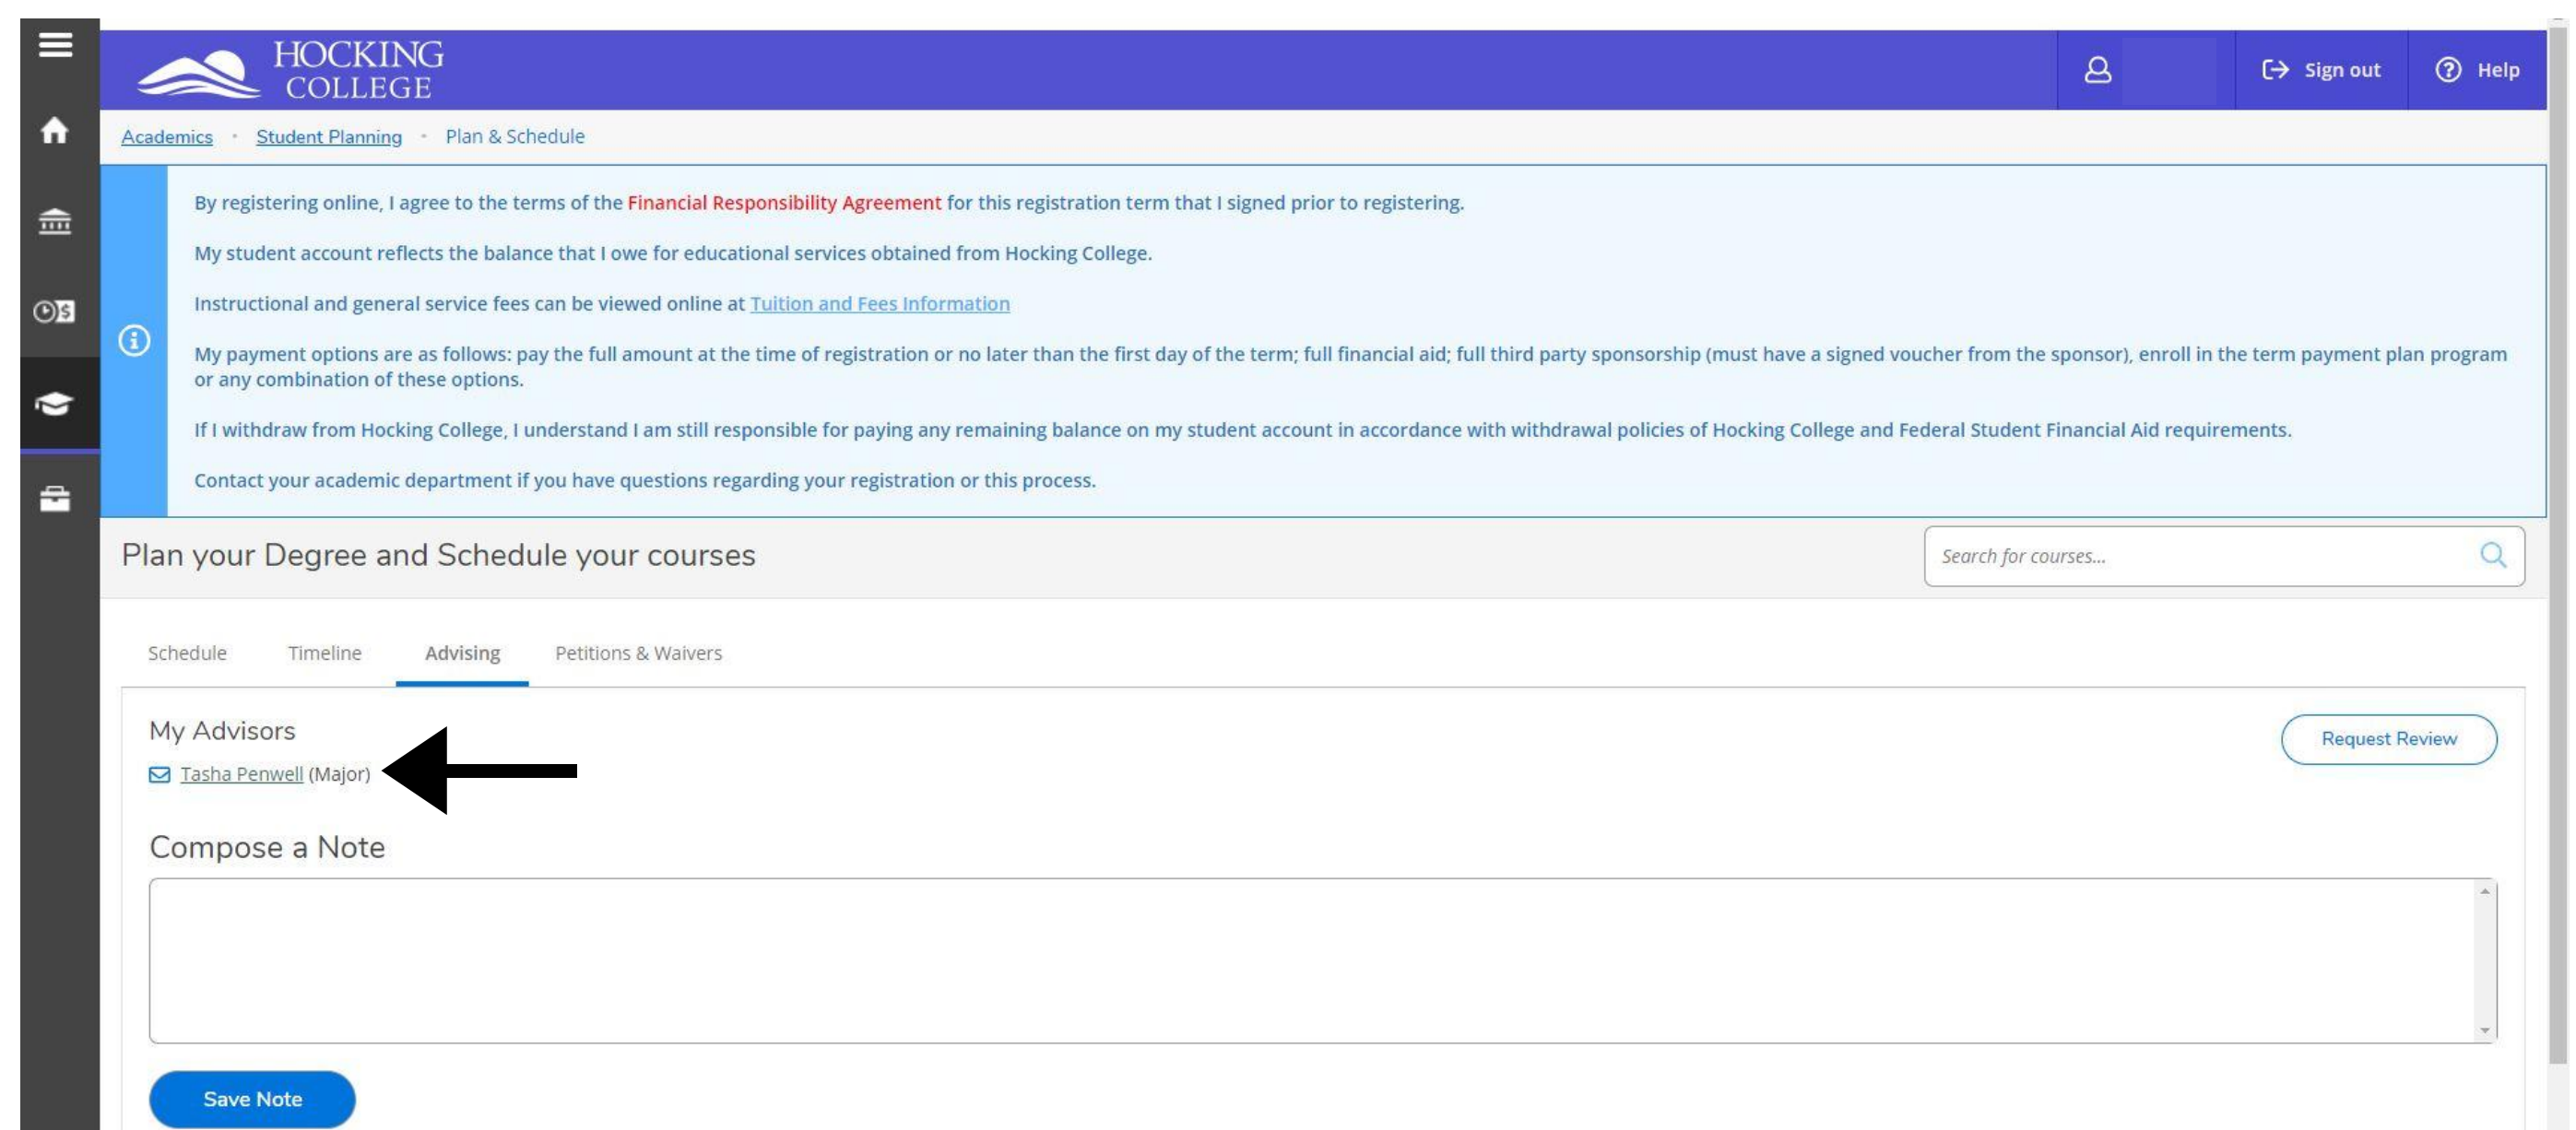 HOCKING
COLLEGE
Sign out
Help
Academics · Student Planning · Plan & Schedule
By registering online, I agree to the terms of the Financial Responsibility Agreement for this registration term that I signed prior to registering.
My student account reflects the balance that I owe for educational services obtained from Hocking College.
Instructional and general service fees can be viewed online at Tuition and Fees Information
My payment options are as follows: pay the full amount at the time of registration or no later than the first day of the term; full financial aid; full third party sponsorship (must have a signed voucher from the sponsor), enroll in the term payment plan program
or any combination of these options.
If I withdraw from Hocking College, I understand I am still responsible for paying any remaining balance on my student account in accordance with withdrawal policies of Hocking College and Federal Student Financial Aid requirements.
Contact your academic department if you have questions regarding your registration or this process.
Plan your Degree and Schedule your courses
Search for courses...
Schedule Timeline Advising Petitions & Waivers
My Advisors
Request Review
Tasha Penwell (Major)
Compose a Note
Save Note